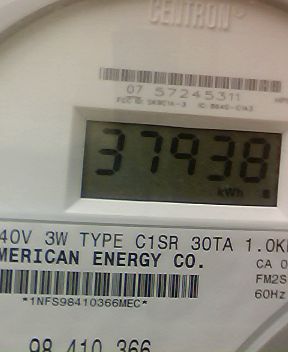 CENTRON
07 57245311
37938
kWh
40V 3W TYPE C1SR 30TA 1.0K
MERICAN ENERGY CO.
CA 0
FM2S
60Hz
*1NFS98410366MEC*
98 410 366